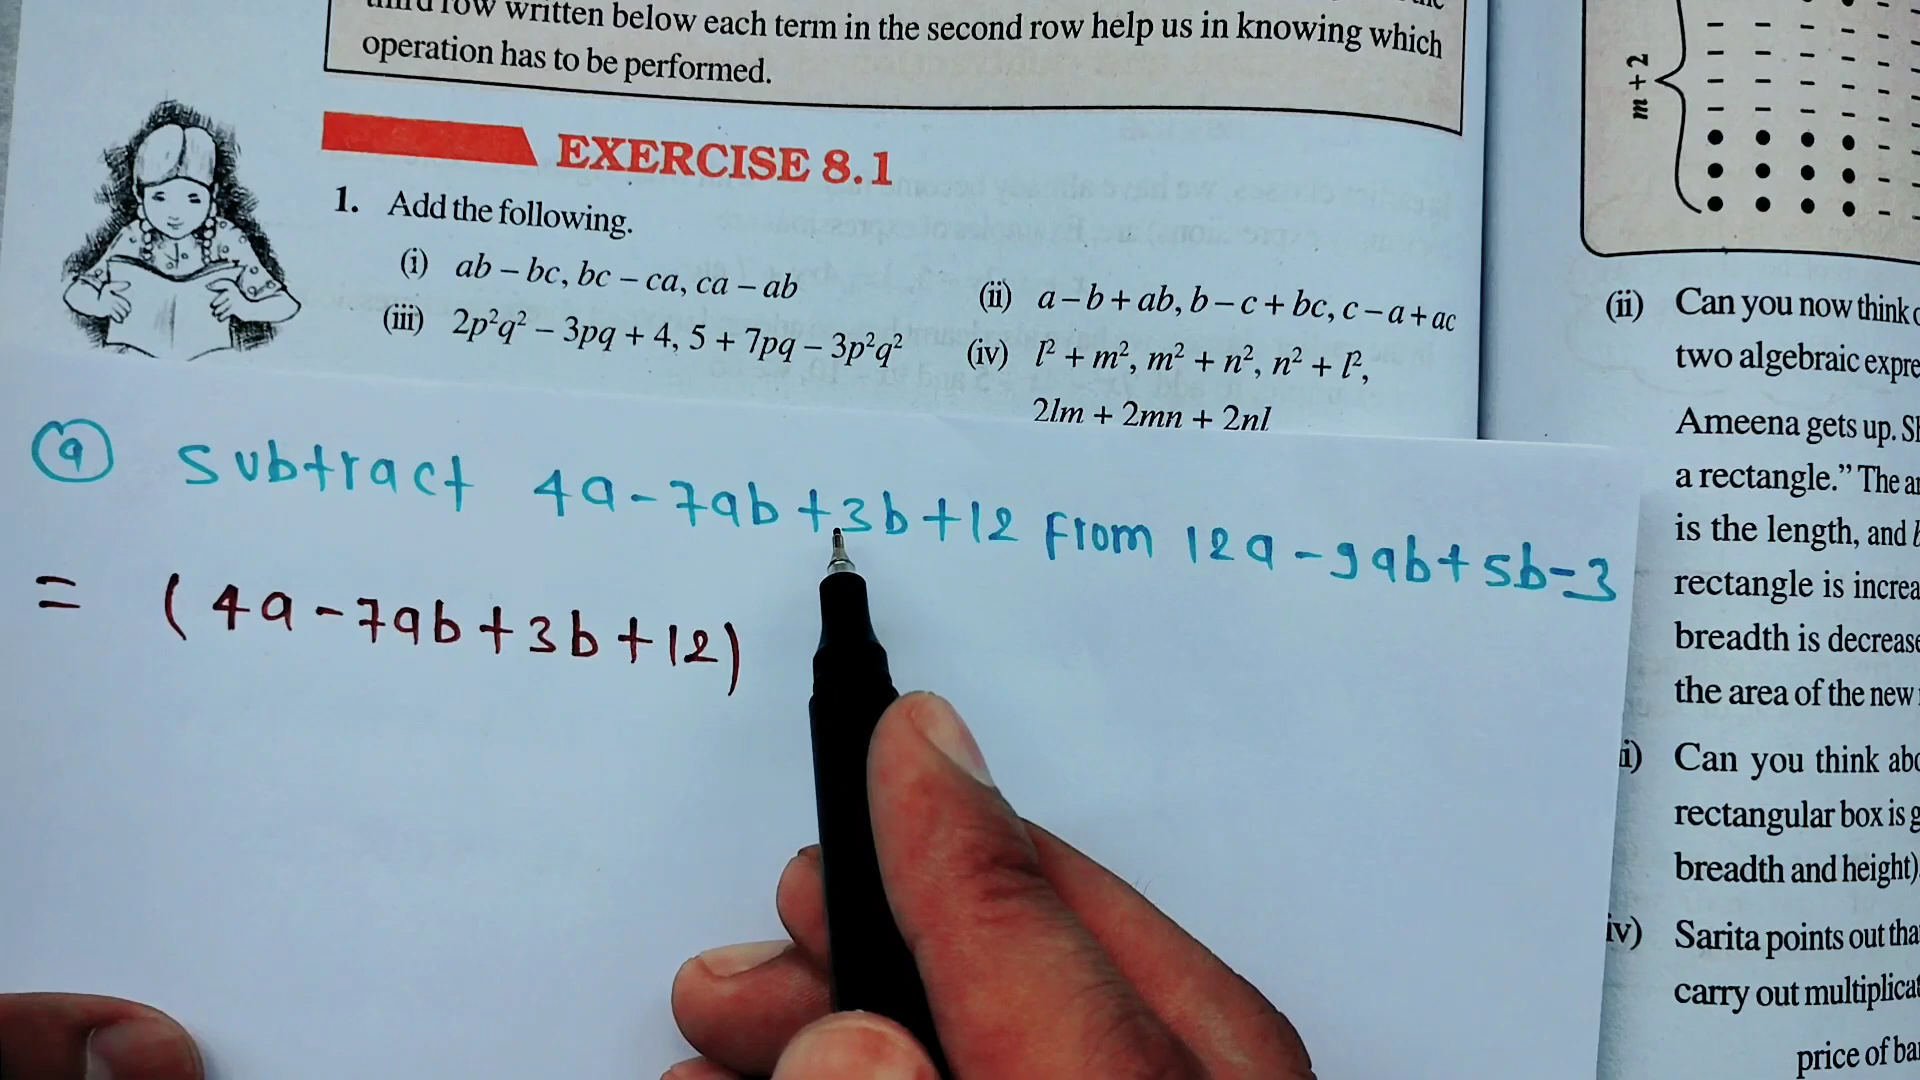 row written below each term in the second row help us in knowing which
operation has to be performed.
EXERCISE 8.1
1. Add the following.
(i) ab – bc, bc – ca, ca – ab
(ii) a – b + ab, b – c + bc, c – a + ac
(iii) 2p²q² – 3pq + 4, 5 + 7pq – 3p²q²
(iv) l² + m², m² + n², n² + l²,
2lm + 2mn + 2nl
(a) subtract 4a - 7ab + 3b + 12 from 12a - 9ab + 5b - 3
= (4a - 7ab + 3b + 12)
m + 2
(ii) Can you now think
two algebraic expre
Ameena gets up.
a rectangle.” The
is the length, and
rectangle is increa
breadth is decrease
the area of the new
i) Can you think abo
rectangular box is
breadth and height)
iv) Sarita points out tha
carry out multiplica
price of ba